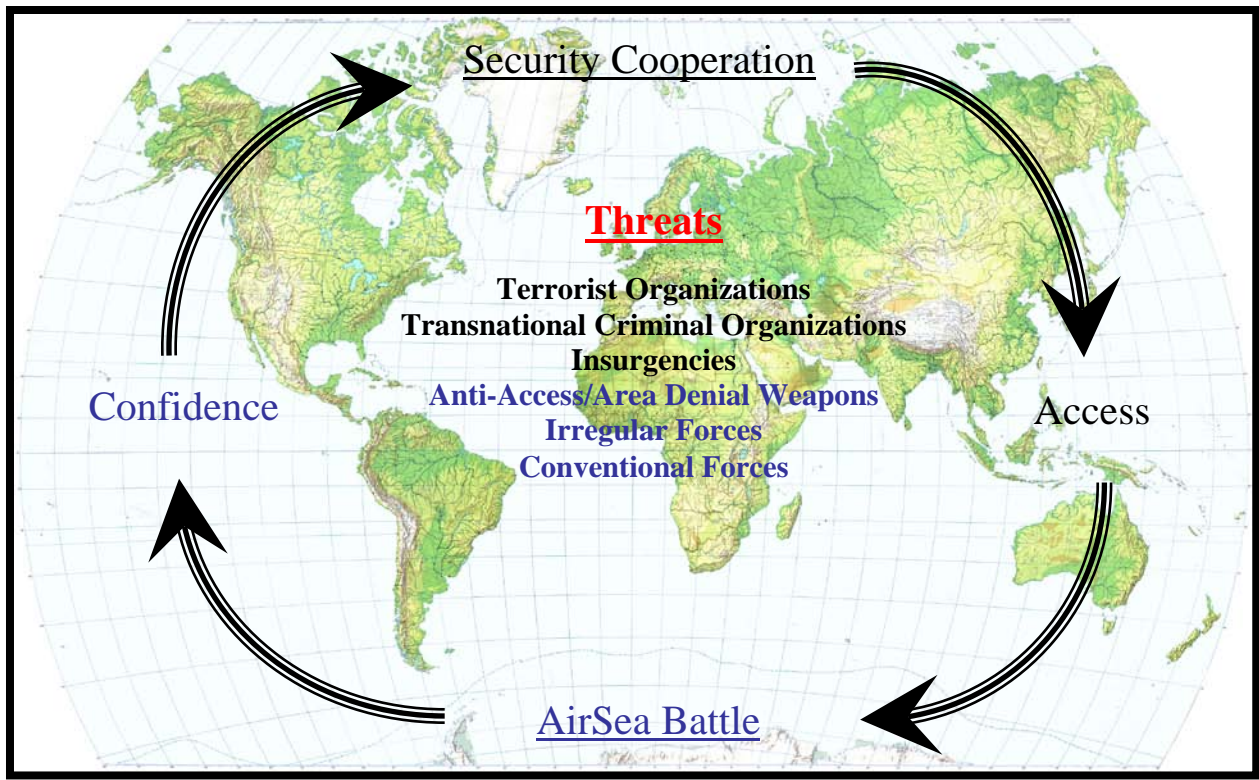 Security Cooperation
Threats
Terrorist Organizations
Transnational Criminal Organizations
Insurgencies
Anti-Access/Area Denial Weapons
Confidence
Access
Irregular Forces
Conventional Forces
AirSea Battle